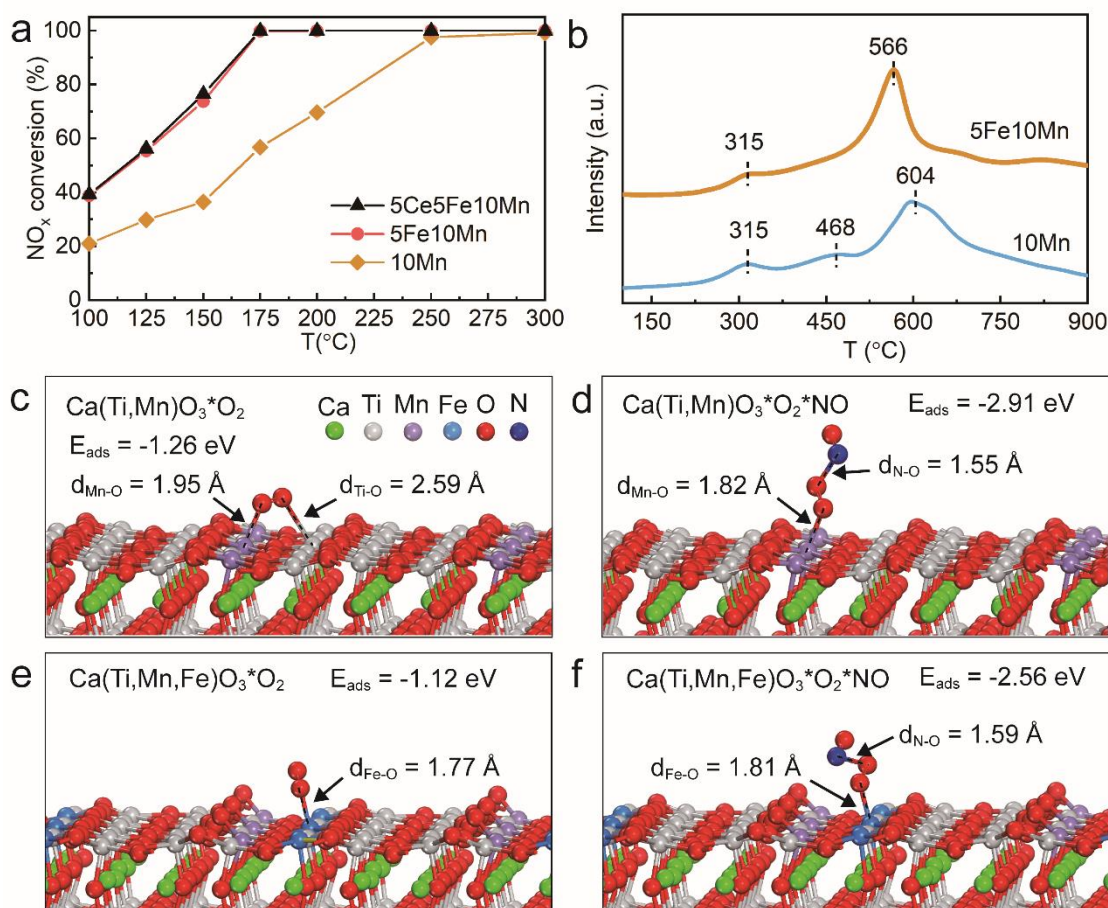 a
NOx conversion (%)
100
80
60
40
20
0
5Ce5Fe10Mn
5Fe10Mn
10Mn
100 125 150 175 200 250 300
T(°C)
b
Intensity (a.u.)
566
315
5Fe10Mn
604
315
468
10Mn
150 300 450 600 750 900
T (°C)
c
Ca(Ti,Mn)O3*O2
Ca Ti Mn Fe O N
Eads = -1.26 eV
dMn-O = 1.95 Å
dTi-O = 2.59 Å
d
Ca(Ti,Mn)O3*O2*NO
Eads = -2.91 eV
dMn-O = 1.82 Å
dN-O = 1.55 Å
e
Ca(Ti,Mn,Fe)O3*O2
Eads = -1.12 eV
dFe-O = 1.77 Å
f
Ca(Ti,Mn,Fe)O3*O2*NO
Eads = -2.56 eV
dN-O = 1.59 Å
dFe-O = 1.81 Å